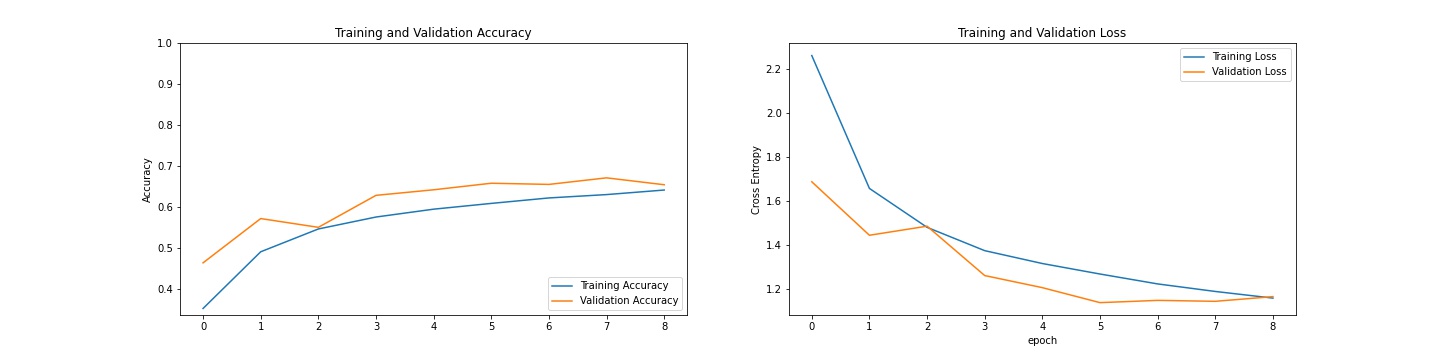 Training and Validation Accuracy
1.0
0.9
0.8
0.7
0.6
0.5
0.4
Accuracy
Training Accuracy
Validation Accuracy
0 1 2 3 4 5 6 7 8
Training and Validation Loss
2.2
2.0
1.8
1.6
1.4
1.2
Cross Entropy
Training Loss
Validation Loss
0 1 2 3 4 5 6 7 8
epoch